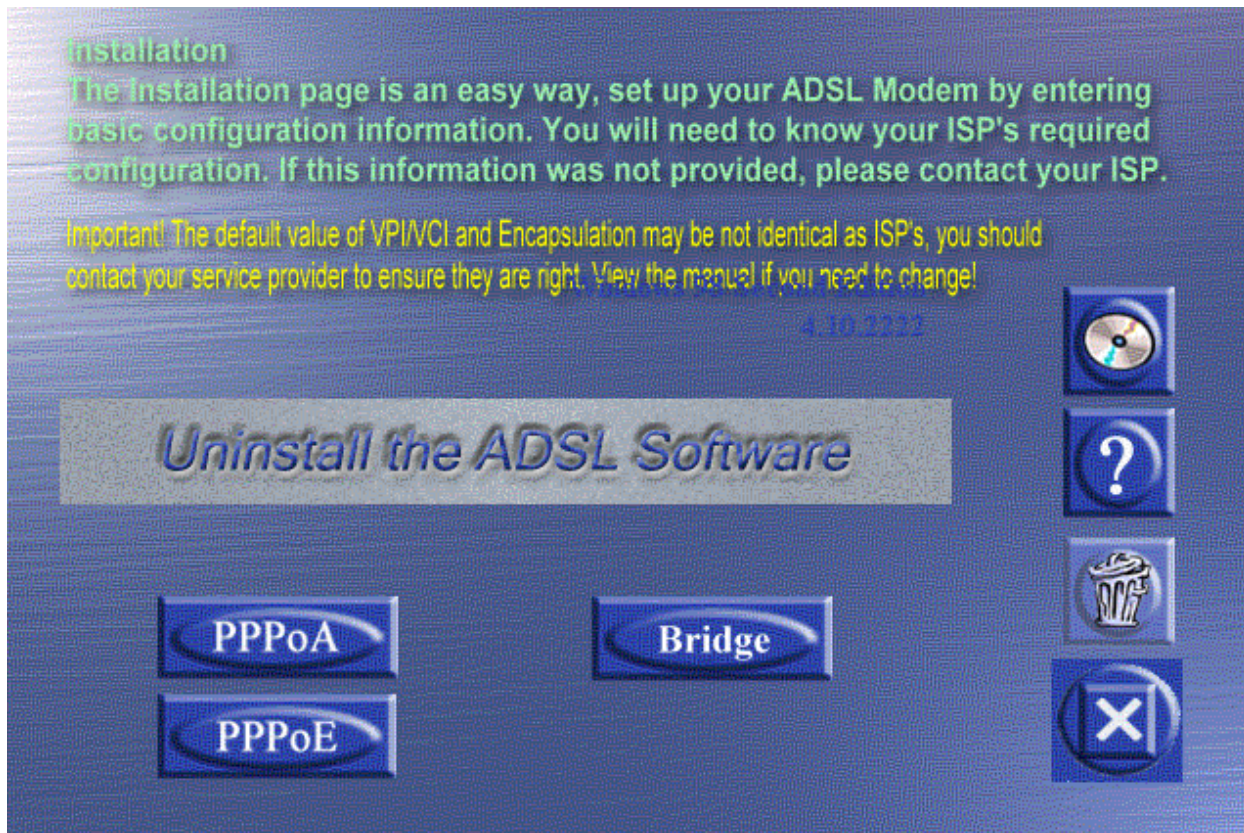 Installation
The Installation page is an easy way, set up your ADSL Modem by entering
basic configuration information. You will need to know your ISP's required
configuration. If this information was not provided, please contact your ISP.
Important! The default value of VPI/VCI and Encapsulation may be not identical as ISP's, you should
contact your service provider to ensure they are right. View the manual if you need to change!
4.10.2222
Uninstall the ADSL Software
?
PPPoA
Bridge
PPPoE